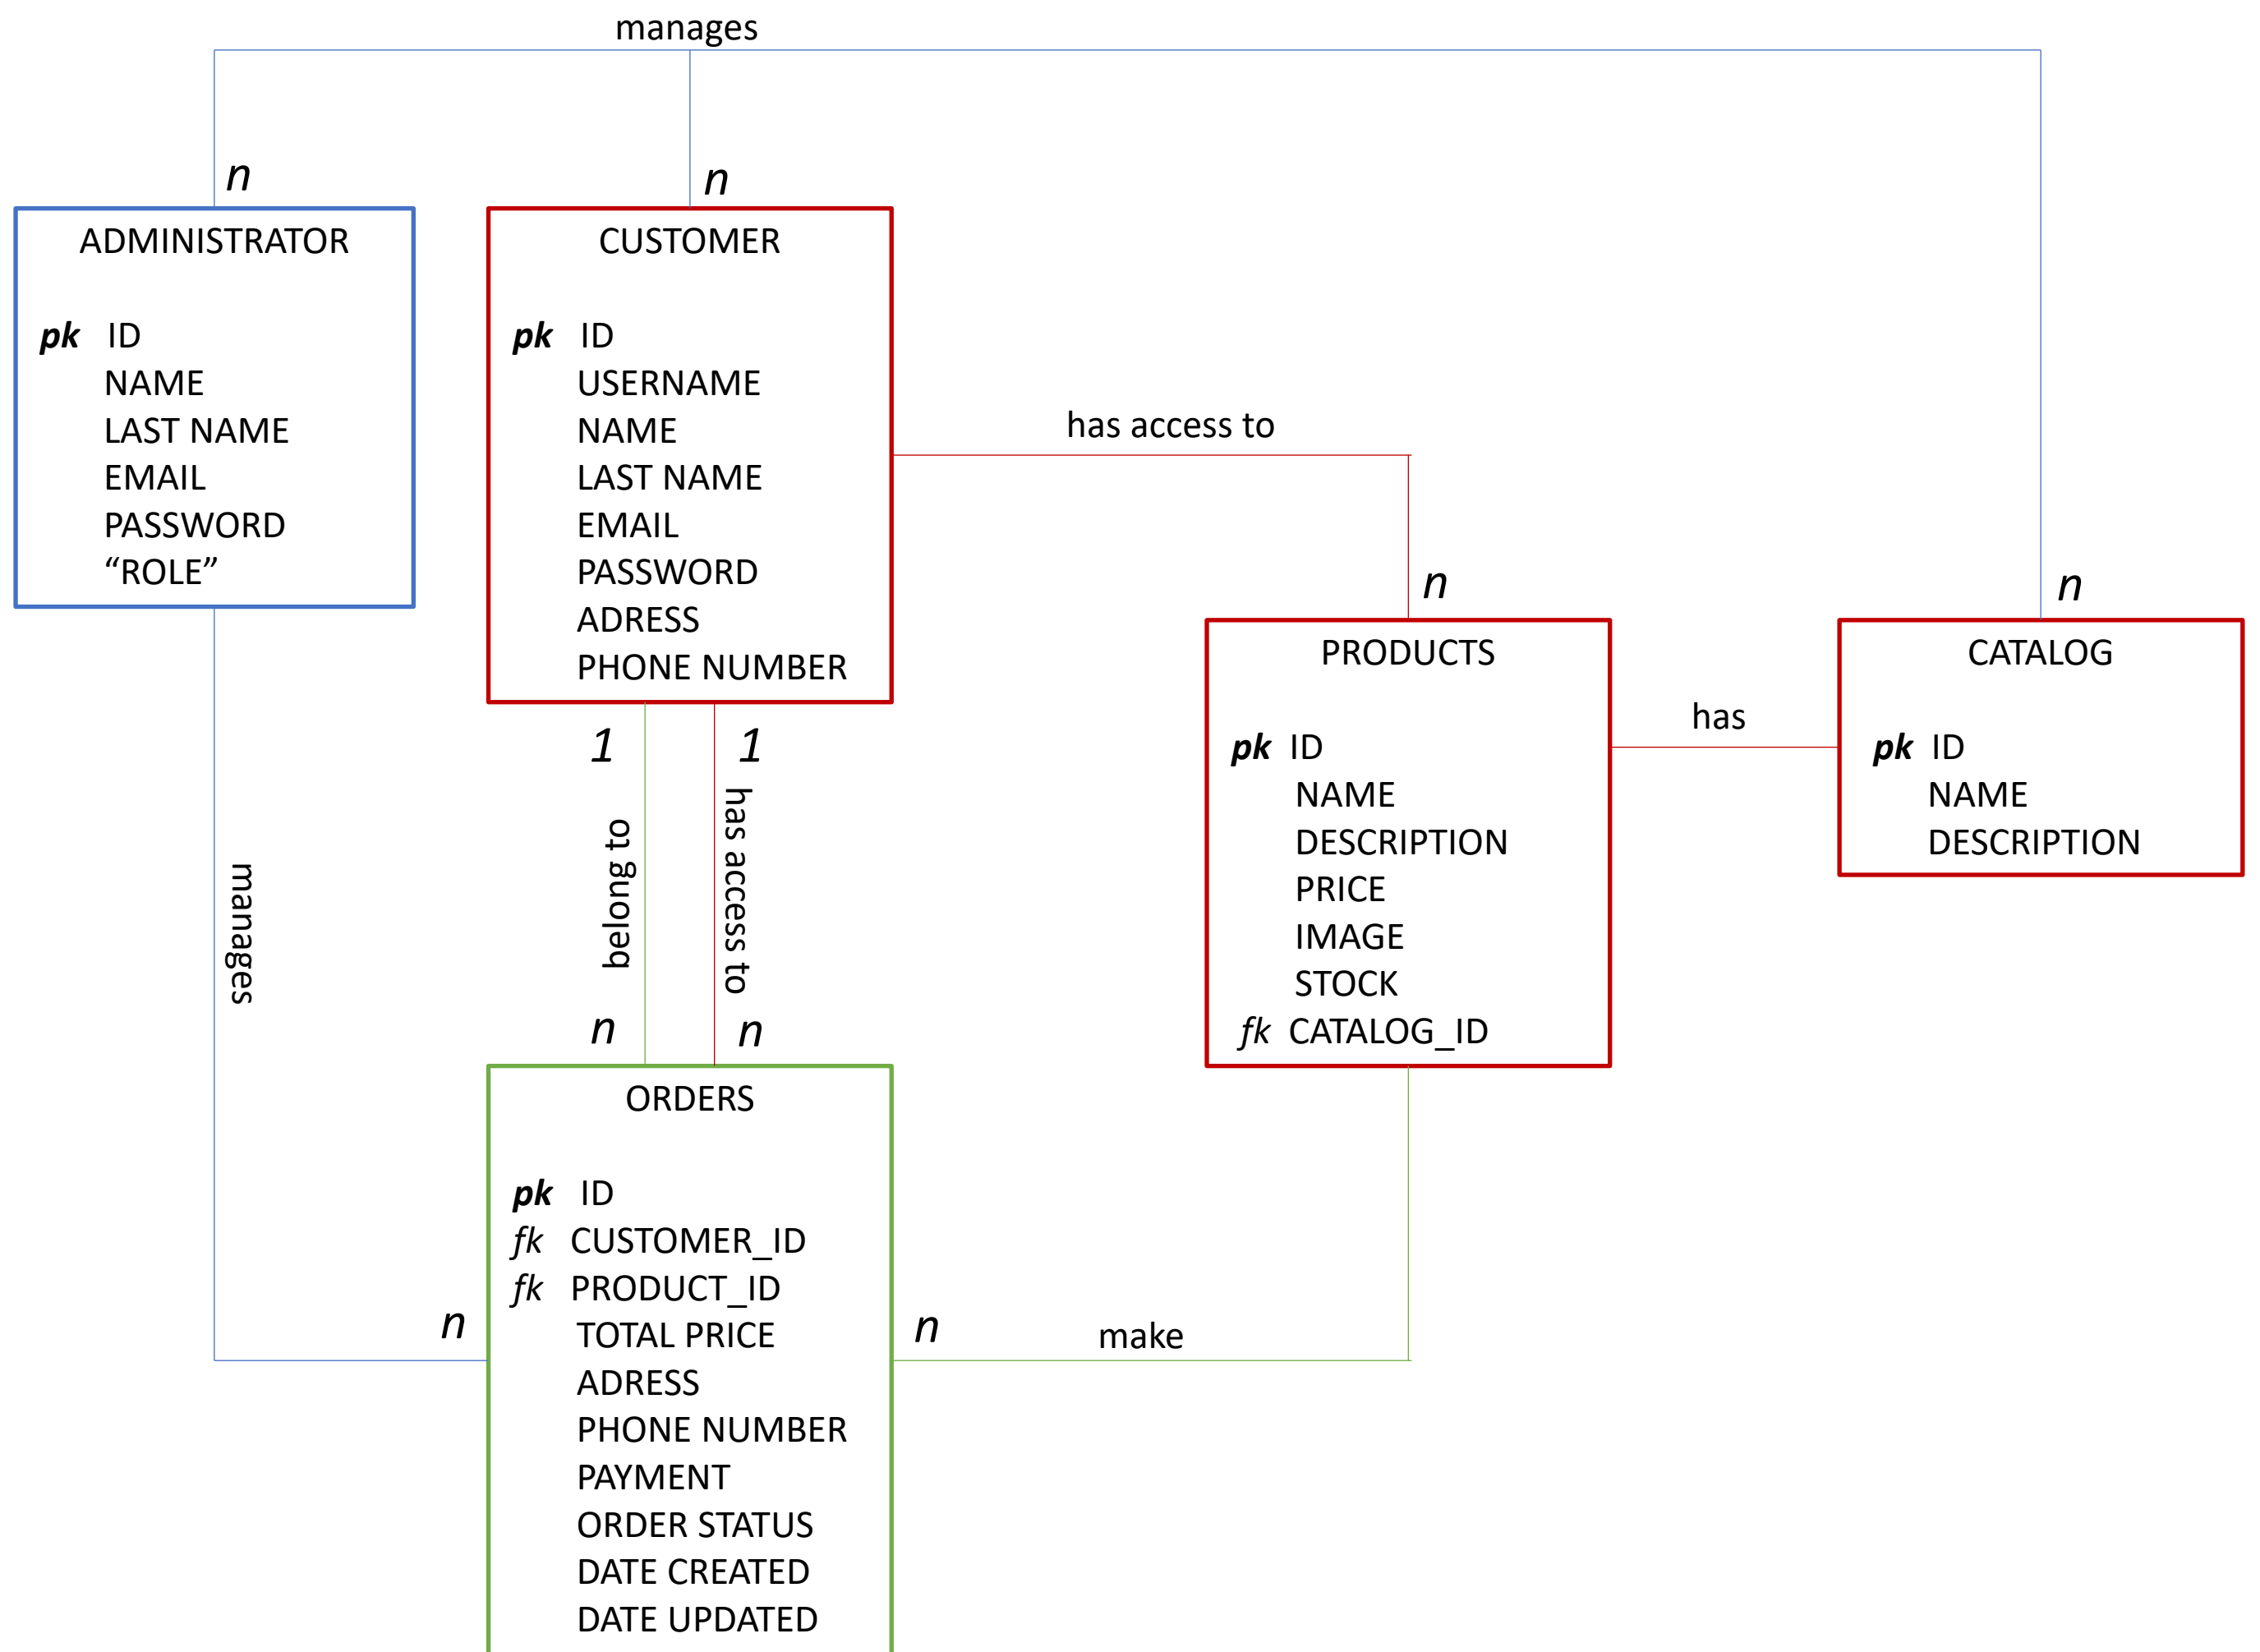 manages
n
n
ADMINISTRATOR
pk ID
NAME
LAST NAME
EMAIL
PASSWORD
“ROLE”
CUSTOMER
pk ID
USERNAME
NAME
LAST NAME
EMAIL
PASSWORD
ADRESS
PHONE NUMBER
has access to
n
n
PRODUCTS
pk ID
NAME
DESCRIPTION
PRICE
IMAGE
STOCK
fk CATALOG_ID
has
CATALOG
pk ID
NAME
DESCRIPTION
1
1
belong to
has access to
n
n
manages
n
ORDERS
pk ID
fk CUSTOMER_ID
fk PRODUCT_ID
TOTAL PRICE
ADRESS
PHONE NUMBER
PAYMENT
ORDER STATUS
DATE CREATED
DATE UPDATED
n
make